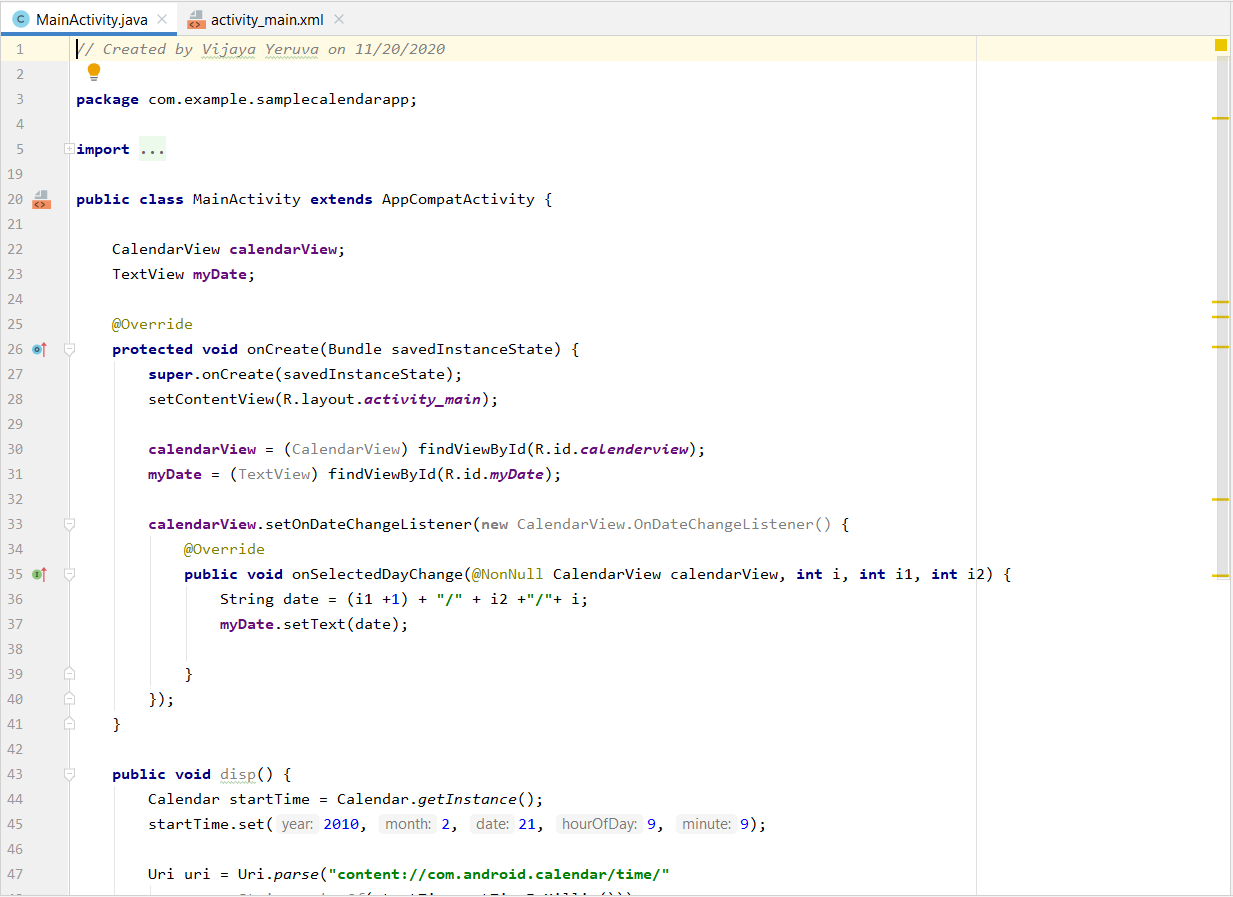 MainActivity.java
activity_main.xml
1 // Created by Vijaya Yeruva on 11/20/2020
2
3 package com.example.samplecalendarapp;
4
5 import ...
19
20 public class MainActivity extends AppCompatActivity {
21
22 CalendarView calendarView;
23 TextView myDate;
24
25 @Override
26 protected void onCreate(Bundle savedInstanceState) {
27 super.onCreate(savedInstanceState);
28 setContentView(R.layout.activity_main);
29
30 calendarView = (CalendarView) findViewById(R.id.calenderview);
31 myDate = (TextView) findViewById(R.id.myDate);
32
33 calendarView.setOnDateChangeListener(new CalendarView.OnDateChangeListener() {
34 @Override
35 public void onSelectedDayChange(@NonNull CalendarView calendarView, int i, int i1, int i2) {
36 String date = (i1 +1) + "/" + i2 +"/"+ i;
37 myDate.setText(date);
38
39 }
40 });
41 }
42
43 public void disp() {
44 Calendar startTime = Calendar.getInstance();
45 startTime.set( year: 2010, month: 2, date: 21, hourOfDay: 9, minute: 9);
46
47 Uri uri = Uri.parse("content://com.android.calendar/time/"